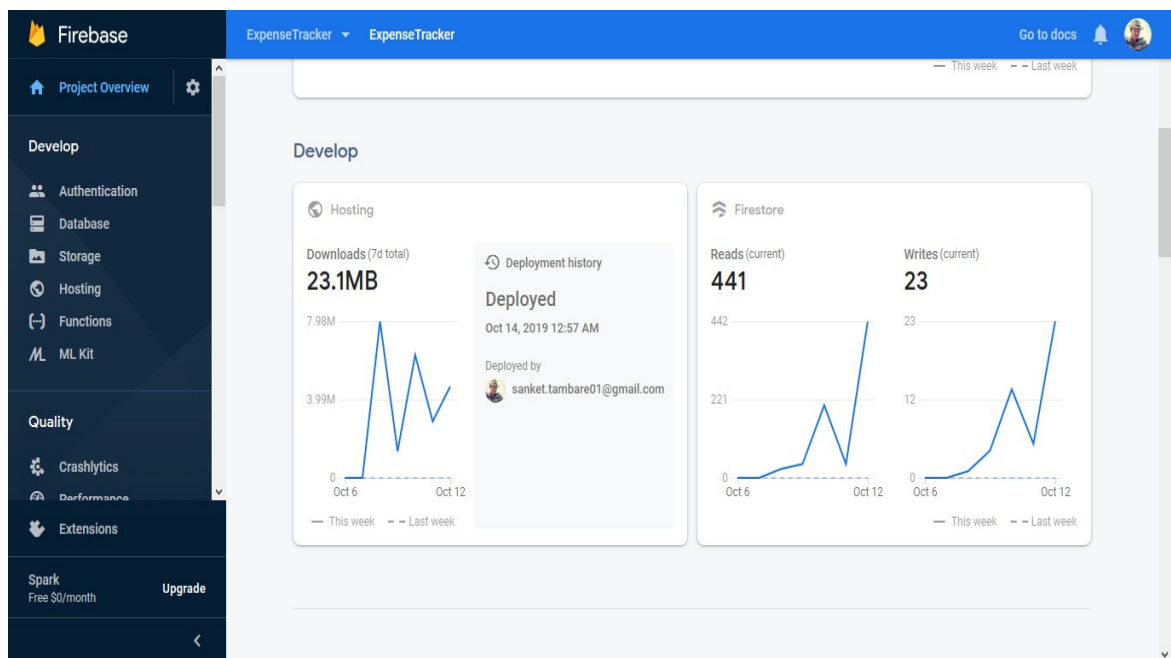 Firebase
ExpenseTracker ExpenseTracker
Go to docs
Project Overview
Develop
Authentication
Database
Storage
Hosting
Functions
ML ML Kit
Quality
Crashlytics
Performance
Extensions
Spark
Free $0/month
Upgrade
This week Last week
Develop
Hosting
Downloads (7d total)
23.1MB
7.98M
3.99M
0
Oct 6 Oct 12
This week Last week
Deployment history
Deployed
Oct 14, 2019 12:57 AM
Deployed by
sanket.tambare01@gmail.com
Firestore
Reads (current)
441
442
221
0
Oct 6 Oct 12
Writes (current)
23
23
12
0
Oct 6 Oct 12
This week Last week